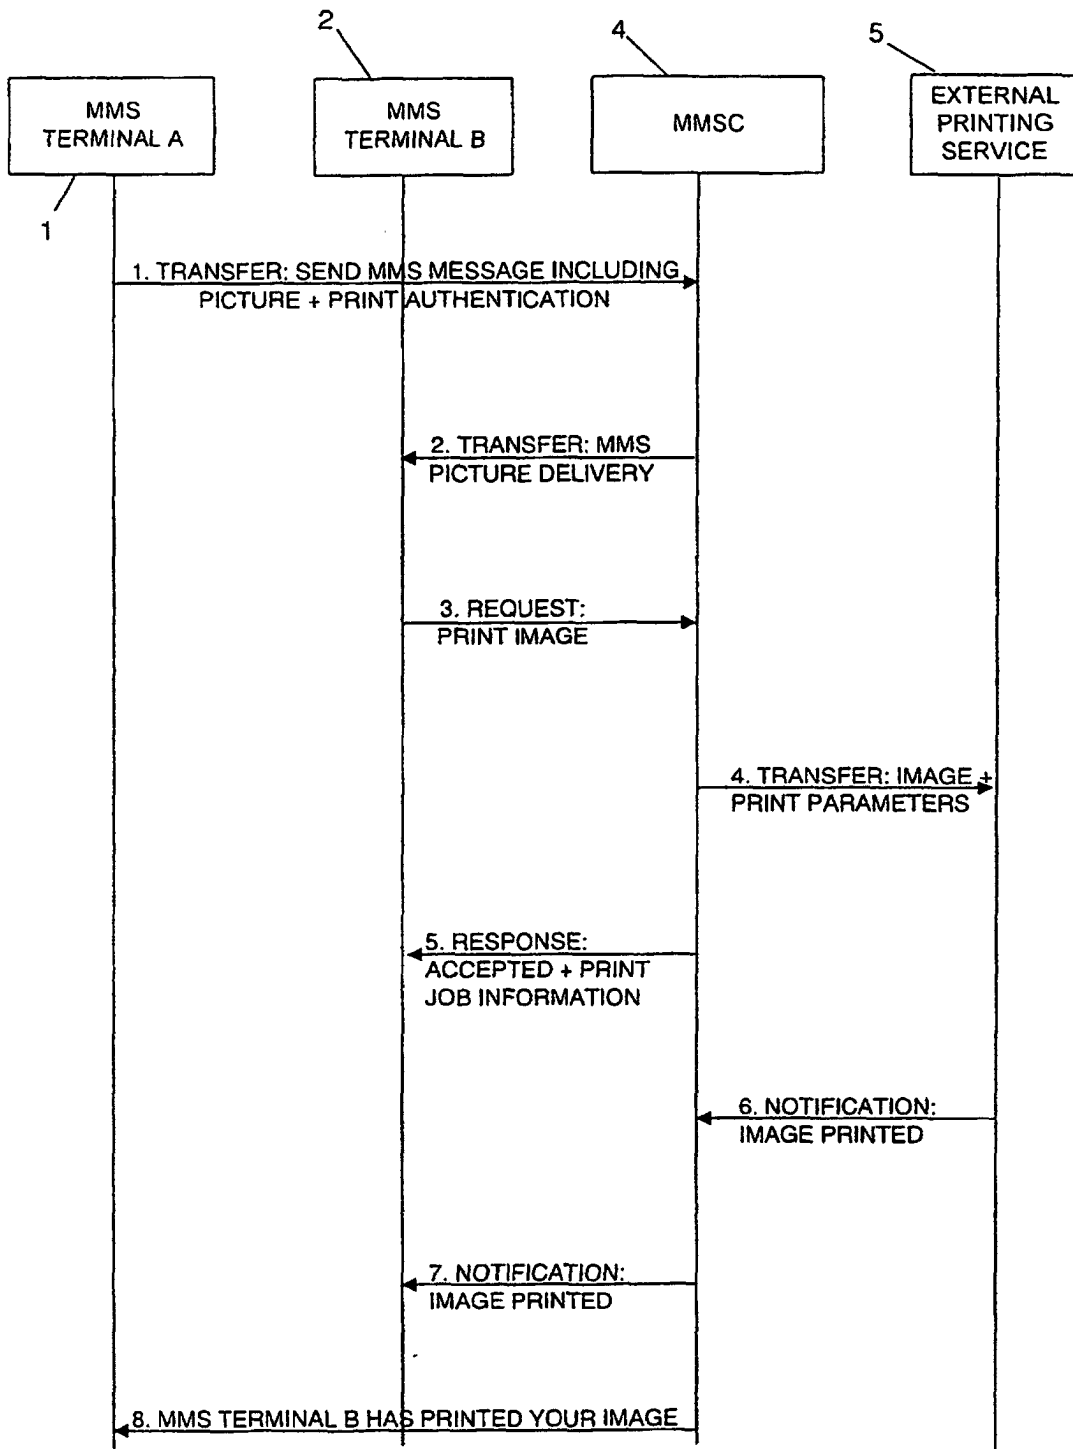 2
4
5
MMS
TERMINAL A
MMS
TERMINAL B
MMSC
EXTERNAL
PRINTING
SERVICE
1
1. TRANSFER: SEND MMS MESSAGE INCLUDING
PICTURE + PRINT AUTHENTICATION
2. TRANSFER: MMS
PICTURE DELIVERY
3. REQUEST:
PRINT IMAGE
4. TRANSFER: IMAGE +
PRINT PARAMETERS
5. RESPONSE:
ACCEPTED + PRINT
JOB INFORMATION
6. NOTIFICATION:
IMAGE PRINTED
7. NOTIFICATION:
IMAGE PRINTED
8. MMS TERMINAL B HAS PRINTED YOUR IMAGE